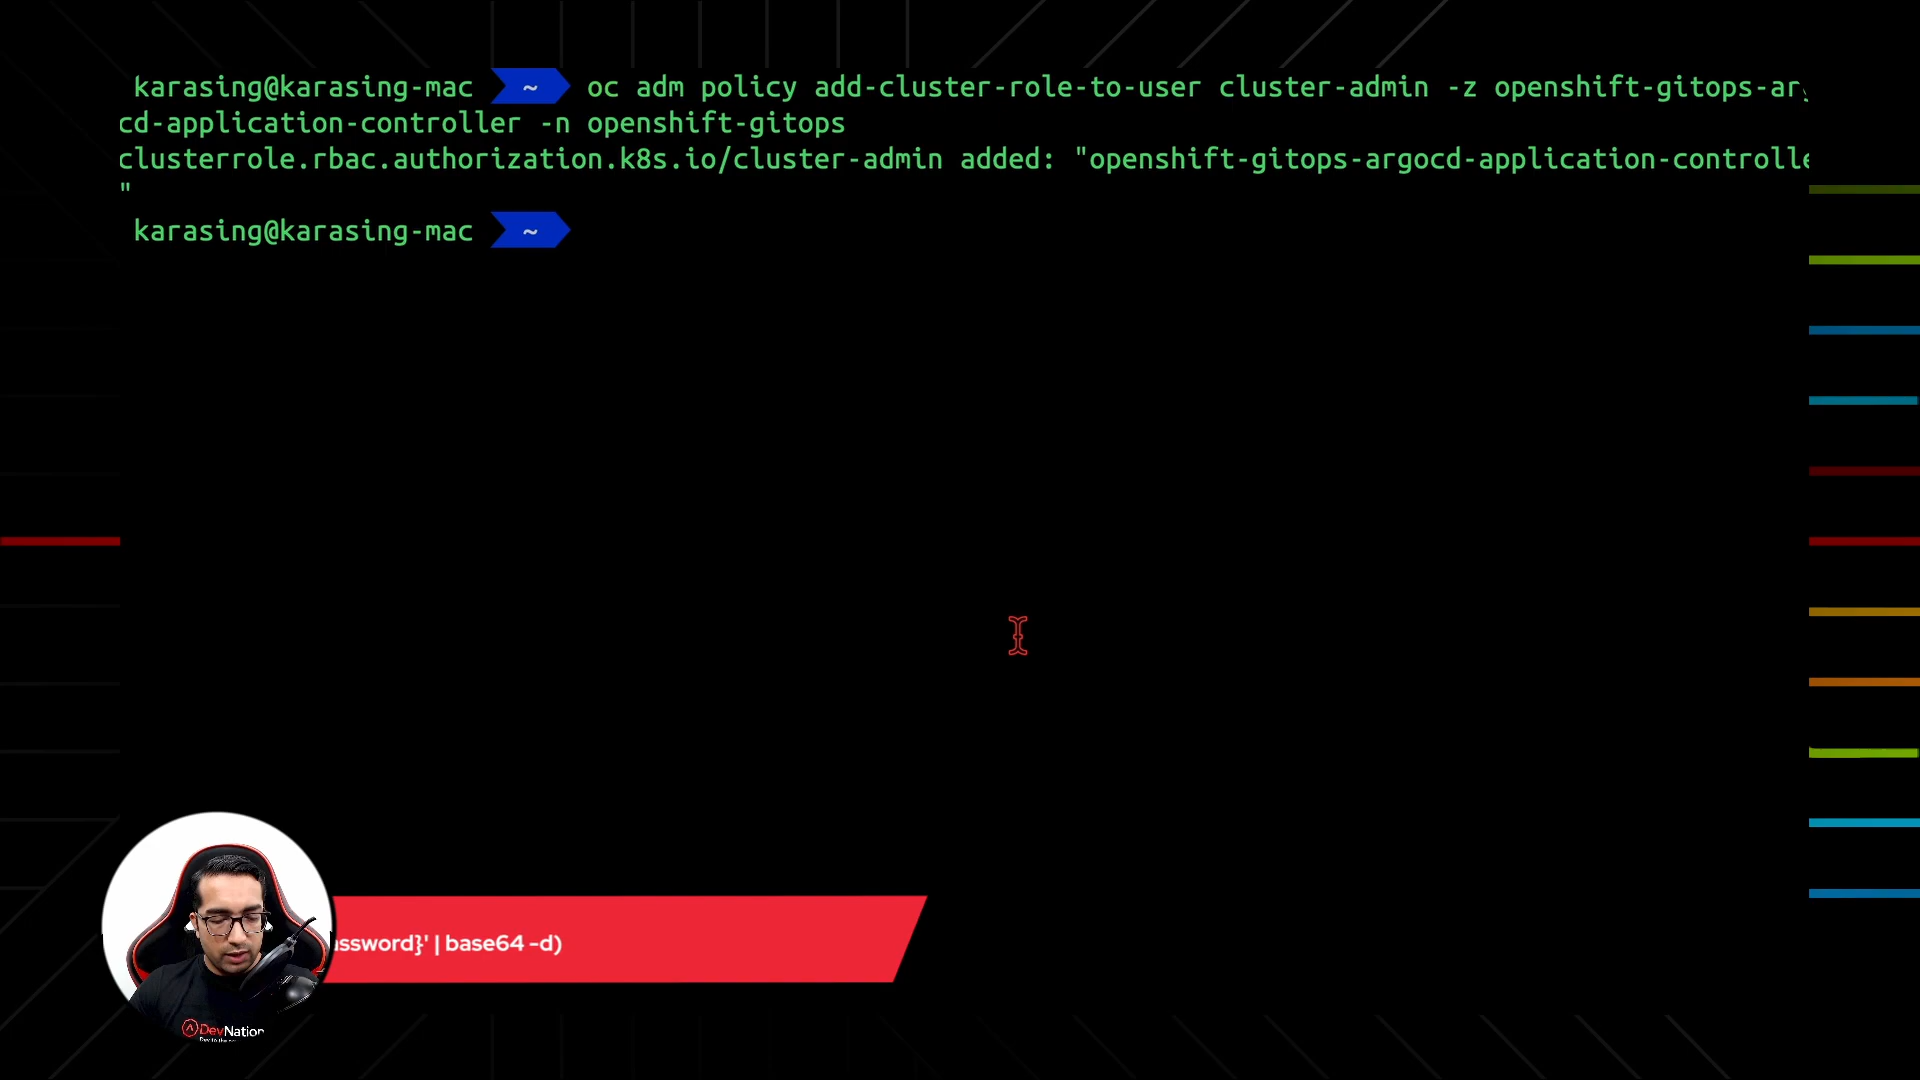 karasing@karasing-mac ~ oc adm policy add-cluster-role-to-user cluster-admin -z openshift-gitops-arg
cd-application-controller -n openshift-gitops
clusterrole.rbac.authorization.k8s.io/cluster-admin added: "openshift-gitops-argocd-application-controlle
"
karasing@karasing-mac ~
assword}' | base64 -d)
DevNation